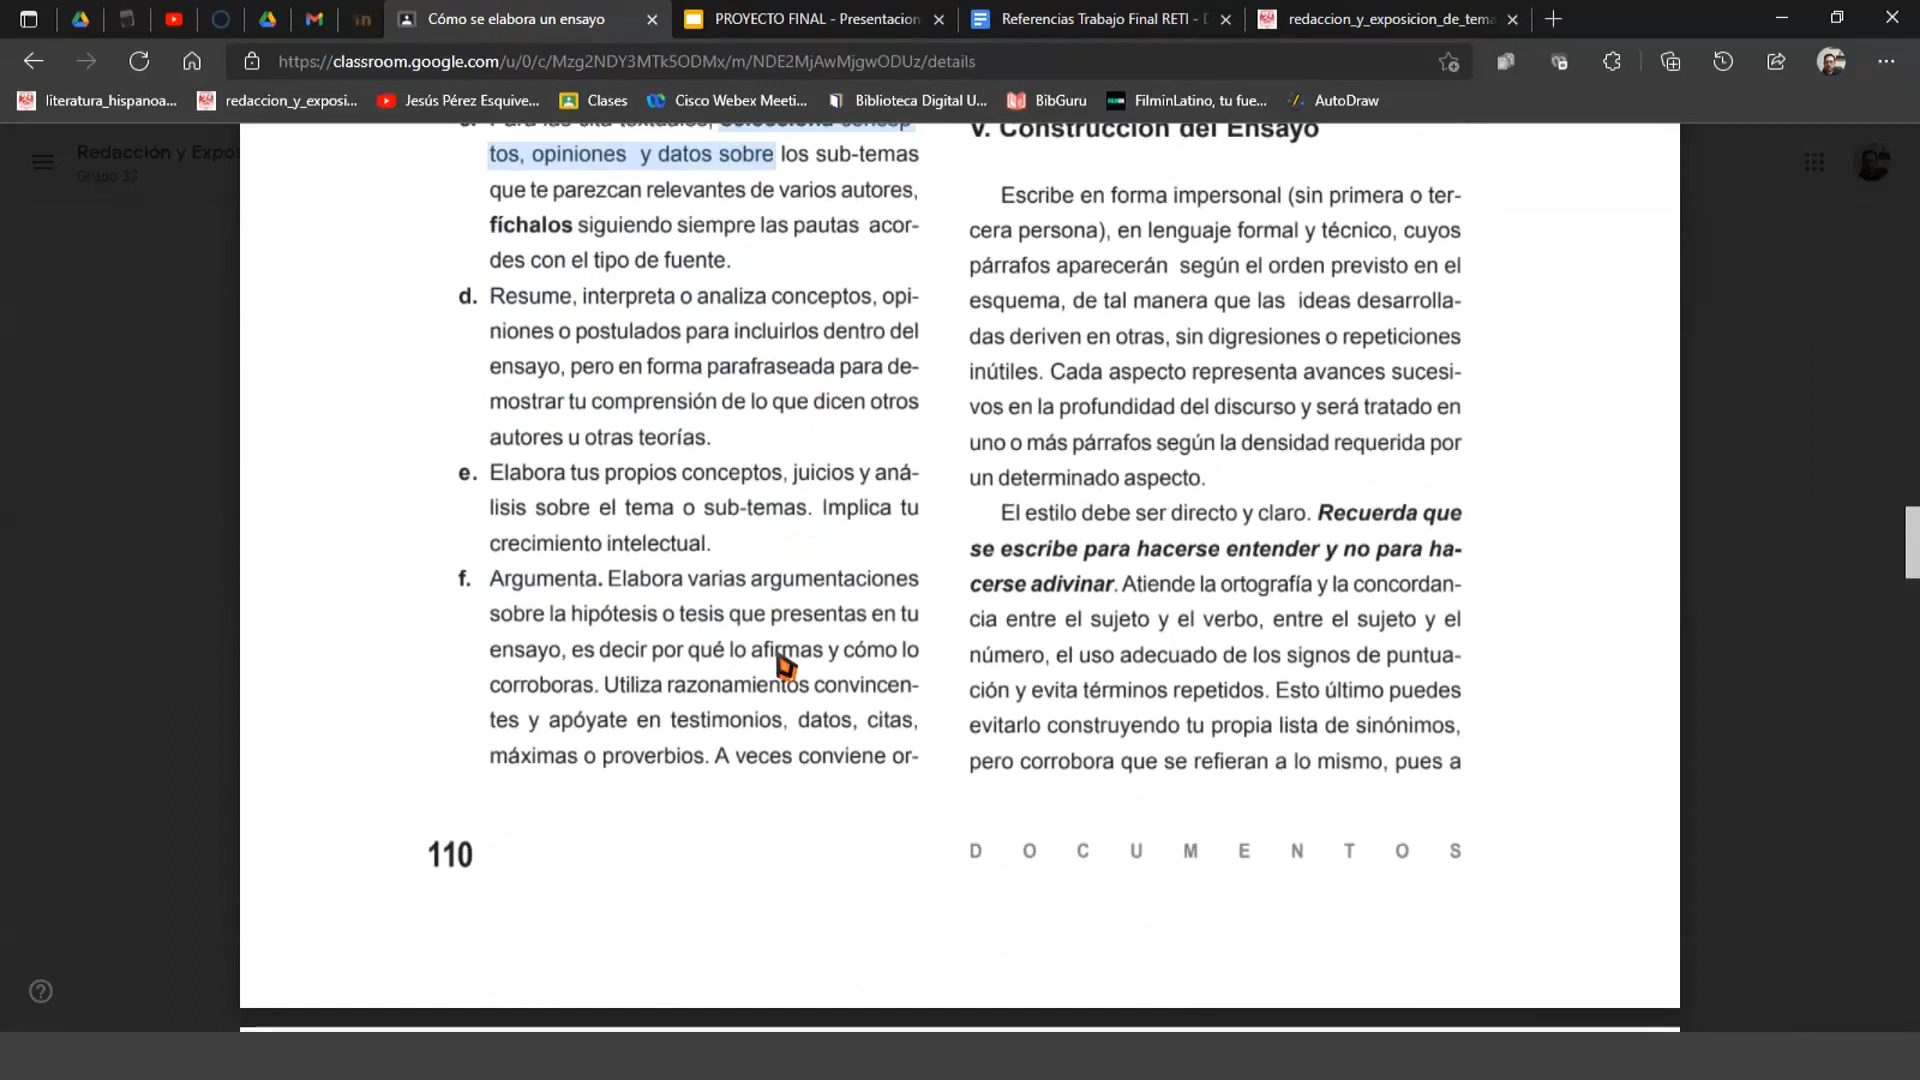 Cómo se elabora un ensayo
PROYECTO FINAL - Presentacion
Referencias Trabajo Final RETI - D
redaccion_y_exposicion_de_tema
https://classroom.google.com/u/0/c/Mzg2NDY3MTk5ODMx/m/NDE2MjAwMjgwODUz/details
literatura_hispanoa...
redaccion_y_exposi...
Jesús Pérez Esquive...
Clases
Cisco Webex Meeti...
Biblioteca Digital U...
BibGuru
FilminLatino, tu fue...
AutoDraw
Redacción y Expos
Grupo 33
c. Para las cita textuales, selecciona concep-
tos, opiniones y datos sobre los sub-temas
que te parezcan relevantes de varios autores,
fíchalos siguiendo siempre las pautas acor-
des con el tipo de fuente.
d. Resume, interpreta o analiza conceptos, opi-
niones o postulados para incluirlos dentro del
ensayo, pero en forma parafraseada para de-
mostrar tu comprensión de lo que dicen otros
autores u otras teorías.
e. Elabora tus propios conceptos, juicios y aná-
lisis sobre el tema o sub-temas. Implica tu
crecimiento intelectual.
f. Argumenta. Elabora varias argumentaciones
sobre la hipótesis o tesis que presentas en tu
ensayo, es decir por qué lo afirmas y cómo lo
corroboras. Utiliza razonamientos convincen-
tes y apóyate en testimonios, datos, citas,
máximas o proverbios. A veces conviene or-
110
V. Construcción del Ensayo
Escribe en forma impersonal (sin primera o ter-
cera persona), en lenguaje formal y técnico, cuyos
párrafos aparecerán según el orden previsto en el
esquema, de tal manera que las ideas desarrolla-
das deriven en otras, sin digresiones o repeticiones
inútiles. Cada aspecto representa avances sucesi-
vos en la profundidad del discurso y será tratado en
uno o más párrafos según la densidad requerida por
un determinado aspecto.
El estilo debe ser directo y claro. Recuerda que
se escribe para hacerse entender y no para ha-
cerse adivinar. Atiende la ortografía y la concordan-
cia entre el sujeto y el verbo, entre el sujeto y el
número, el uso adecuado de los signos de puntua-
ción y evita términos repetidos. Esto último puedes
evitarlo construyendo tu propia lista de sinónimos,
pero corrobora que se refieran a lo mismo, pues a
D O C U M E N T O S